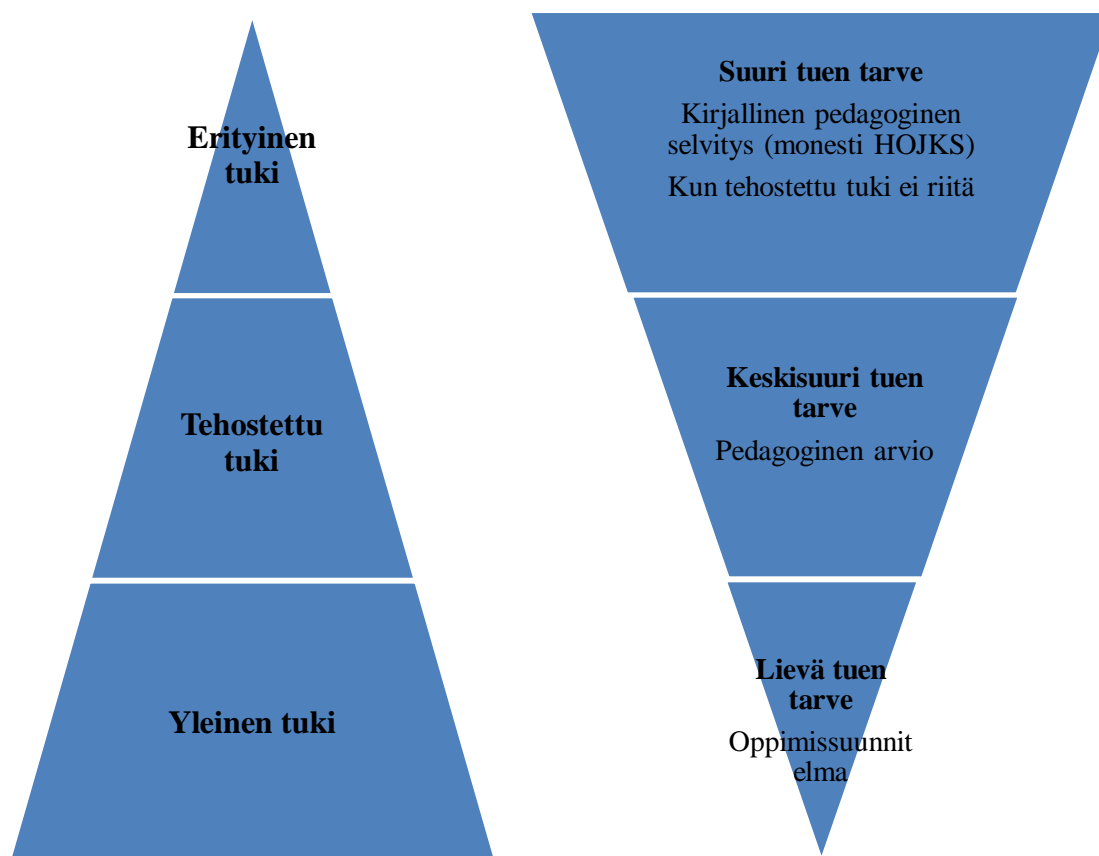 Erityinen
tuki
Tehostettu
tuki
Yleinen tuki
Suuri tuen tarve
Kirjallinen pedagoginen
selvitys (monesti HOJKS)
Kun tehostettu tuki ei riitä
Keskisuuri tuen
tarve
Pedagoginen arvio
Lievä tuen
tarve
Oppimissuunnit
elma